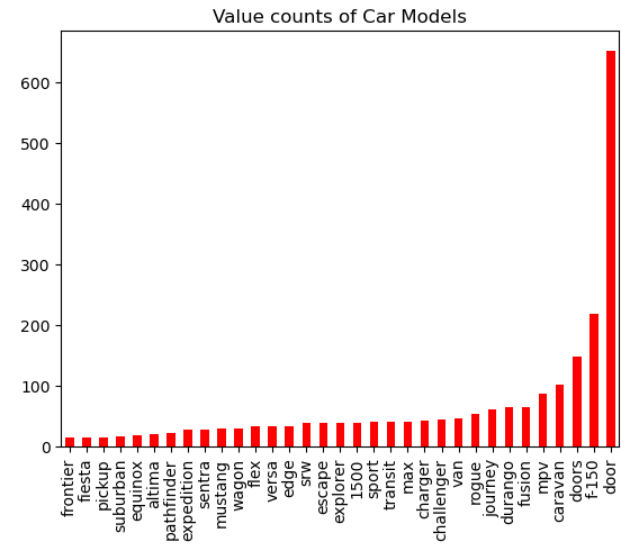 Value counts of Car Models
600
500
400
300
200
100
0
frontier
fiesta
pickup
suburban
equinox
altima
pathfinder
expedition
sentra
mustang
wagon
flex
versa
edge
srw
escape
explorer
1500
sport
transit
max
charger
challenger
van
rogue
journey
durango
fusion
mpv
caravan
doors
f-150
door